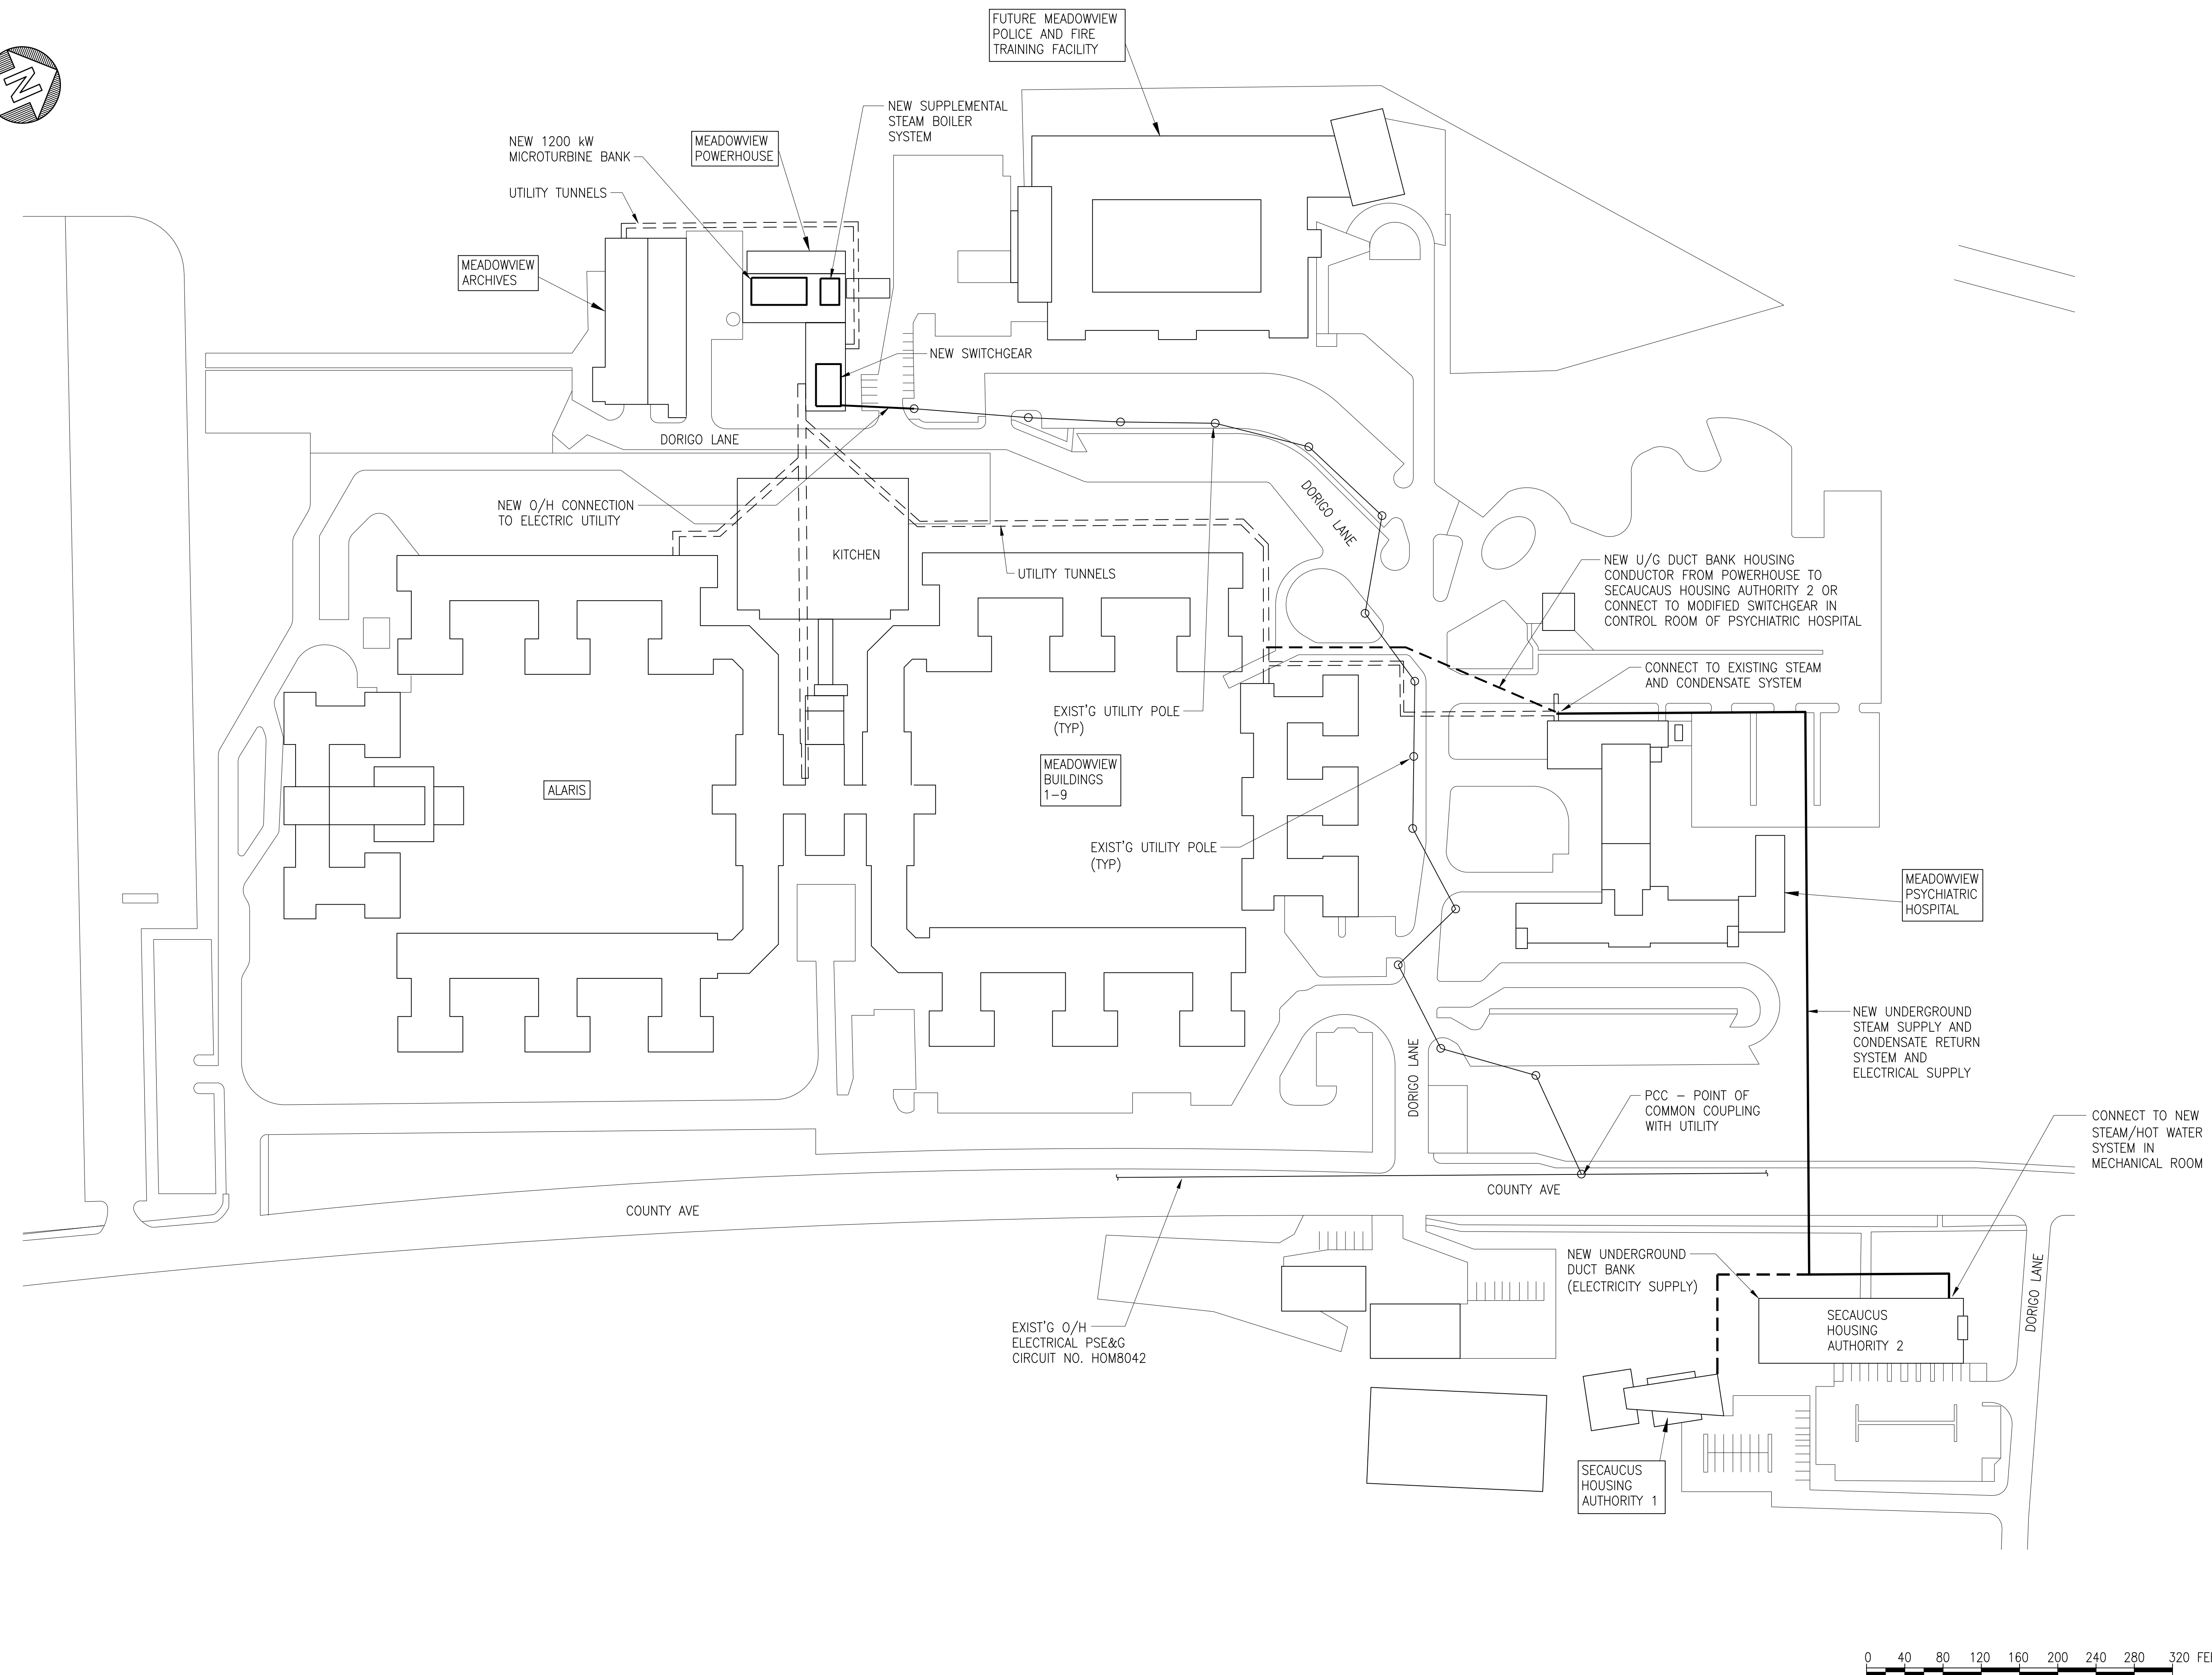 FUTURE MEADOWVIEW
POLICE AND FIRE
TRAINING FACILITY
N
NEW SUPPLEMENTAL
STEAM BOILER
SYSTEM
NEW 1200 kW
MICROTURBINE BANK
MEADOWVIEW
POWERHOUSE
UTILITY TUNNELS
MEADOWVIEW
ARCHIVES
NEW SWITCHGEAR
DORIGO LANE
NEW O/H CONNECTION
TO ELECTRIC UTILITY
DORIGO LANE
KITCHEN
UTILITY TUNNELS
NEW U/G DUCT BANK HOUSING
CONDUCTOR FROM POWERHOUSE TO
SECAUCAUS HOUSING AUTHORITY 2 OR
CONNECT TO MODIFIED SWITCHGEAR IN
CONTROL ROOM OF PSYCHIATRIC HOSPITAL
CONNECT TO EXISTING STEAM
AND CONDENSATE SYSTEM
EXIST'G UTILITY POLE
(TYP)
MEADOWVIEW
BUILDINGS
1-9
ALARIS
EXIST'G UTILITY POLE
(TYP)
MEADOWVIEW
PSYCHIATRIC
HOSPITAL
NEW UNDERGROUND
STEAM SUPPLY AND
CONDENSATE RETURN
SYSTEM AND
ELECTRICAL SUPPLY
DORIGO LANE
PCC - POINT OF
COMMON COUPLING
WITH UTILITY
CONNECT TO NEW
STEAM/HOT WATER
SYSTEM IN
MECHANICAL ROOM
COUNTY AVE
COUNTY AVE
NEW UNDERGROUND
DUCT BANK
(ELECTRICITY SUPPLY)
DORIGO LANE
SECAUCUS
HOUSING
AUTHORITY 2
EXIST'G O/H
ELECTRICAL PSE&G
CIRCUIT NO. HOM8042
SECAUCUS
HOUSING
AUTHORITY 1
0 40 80 120 160 200 240 280 320